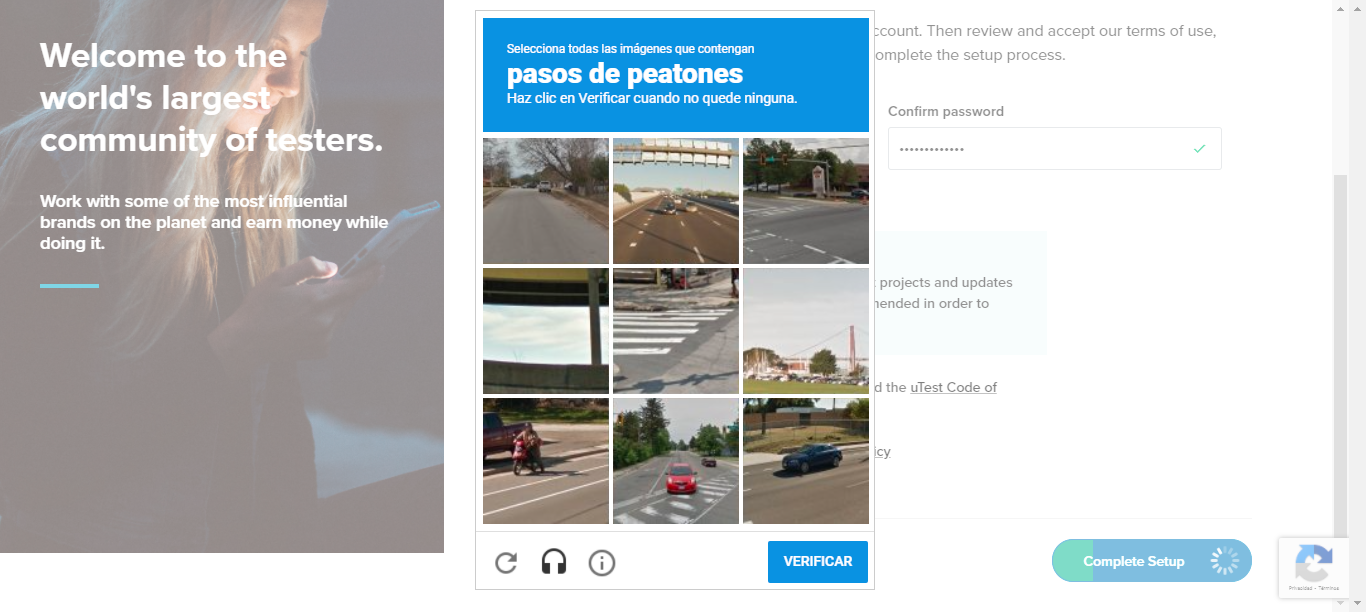 Welcome to the
world's largest
community of testers.
Work with some of the most influential
brands on the planet and earn money while
doing it.
Selecciona todas las imágenes que contengan
pasos de peatones
Haz clic en Verificar cuando no quede ninguna.
VERIFICAR
ccount. Then review and accept our terms of use,
omplete the setup process.
Confirm password
projects and updates
ended in order to
d the uTest Code of
icy
Complete Setup
Privacidad - Términos